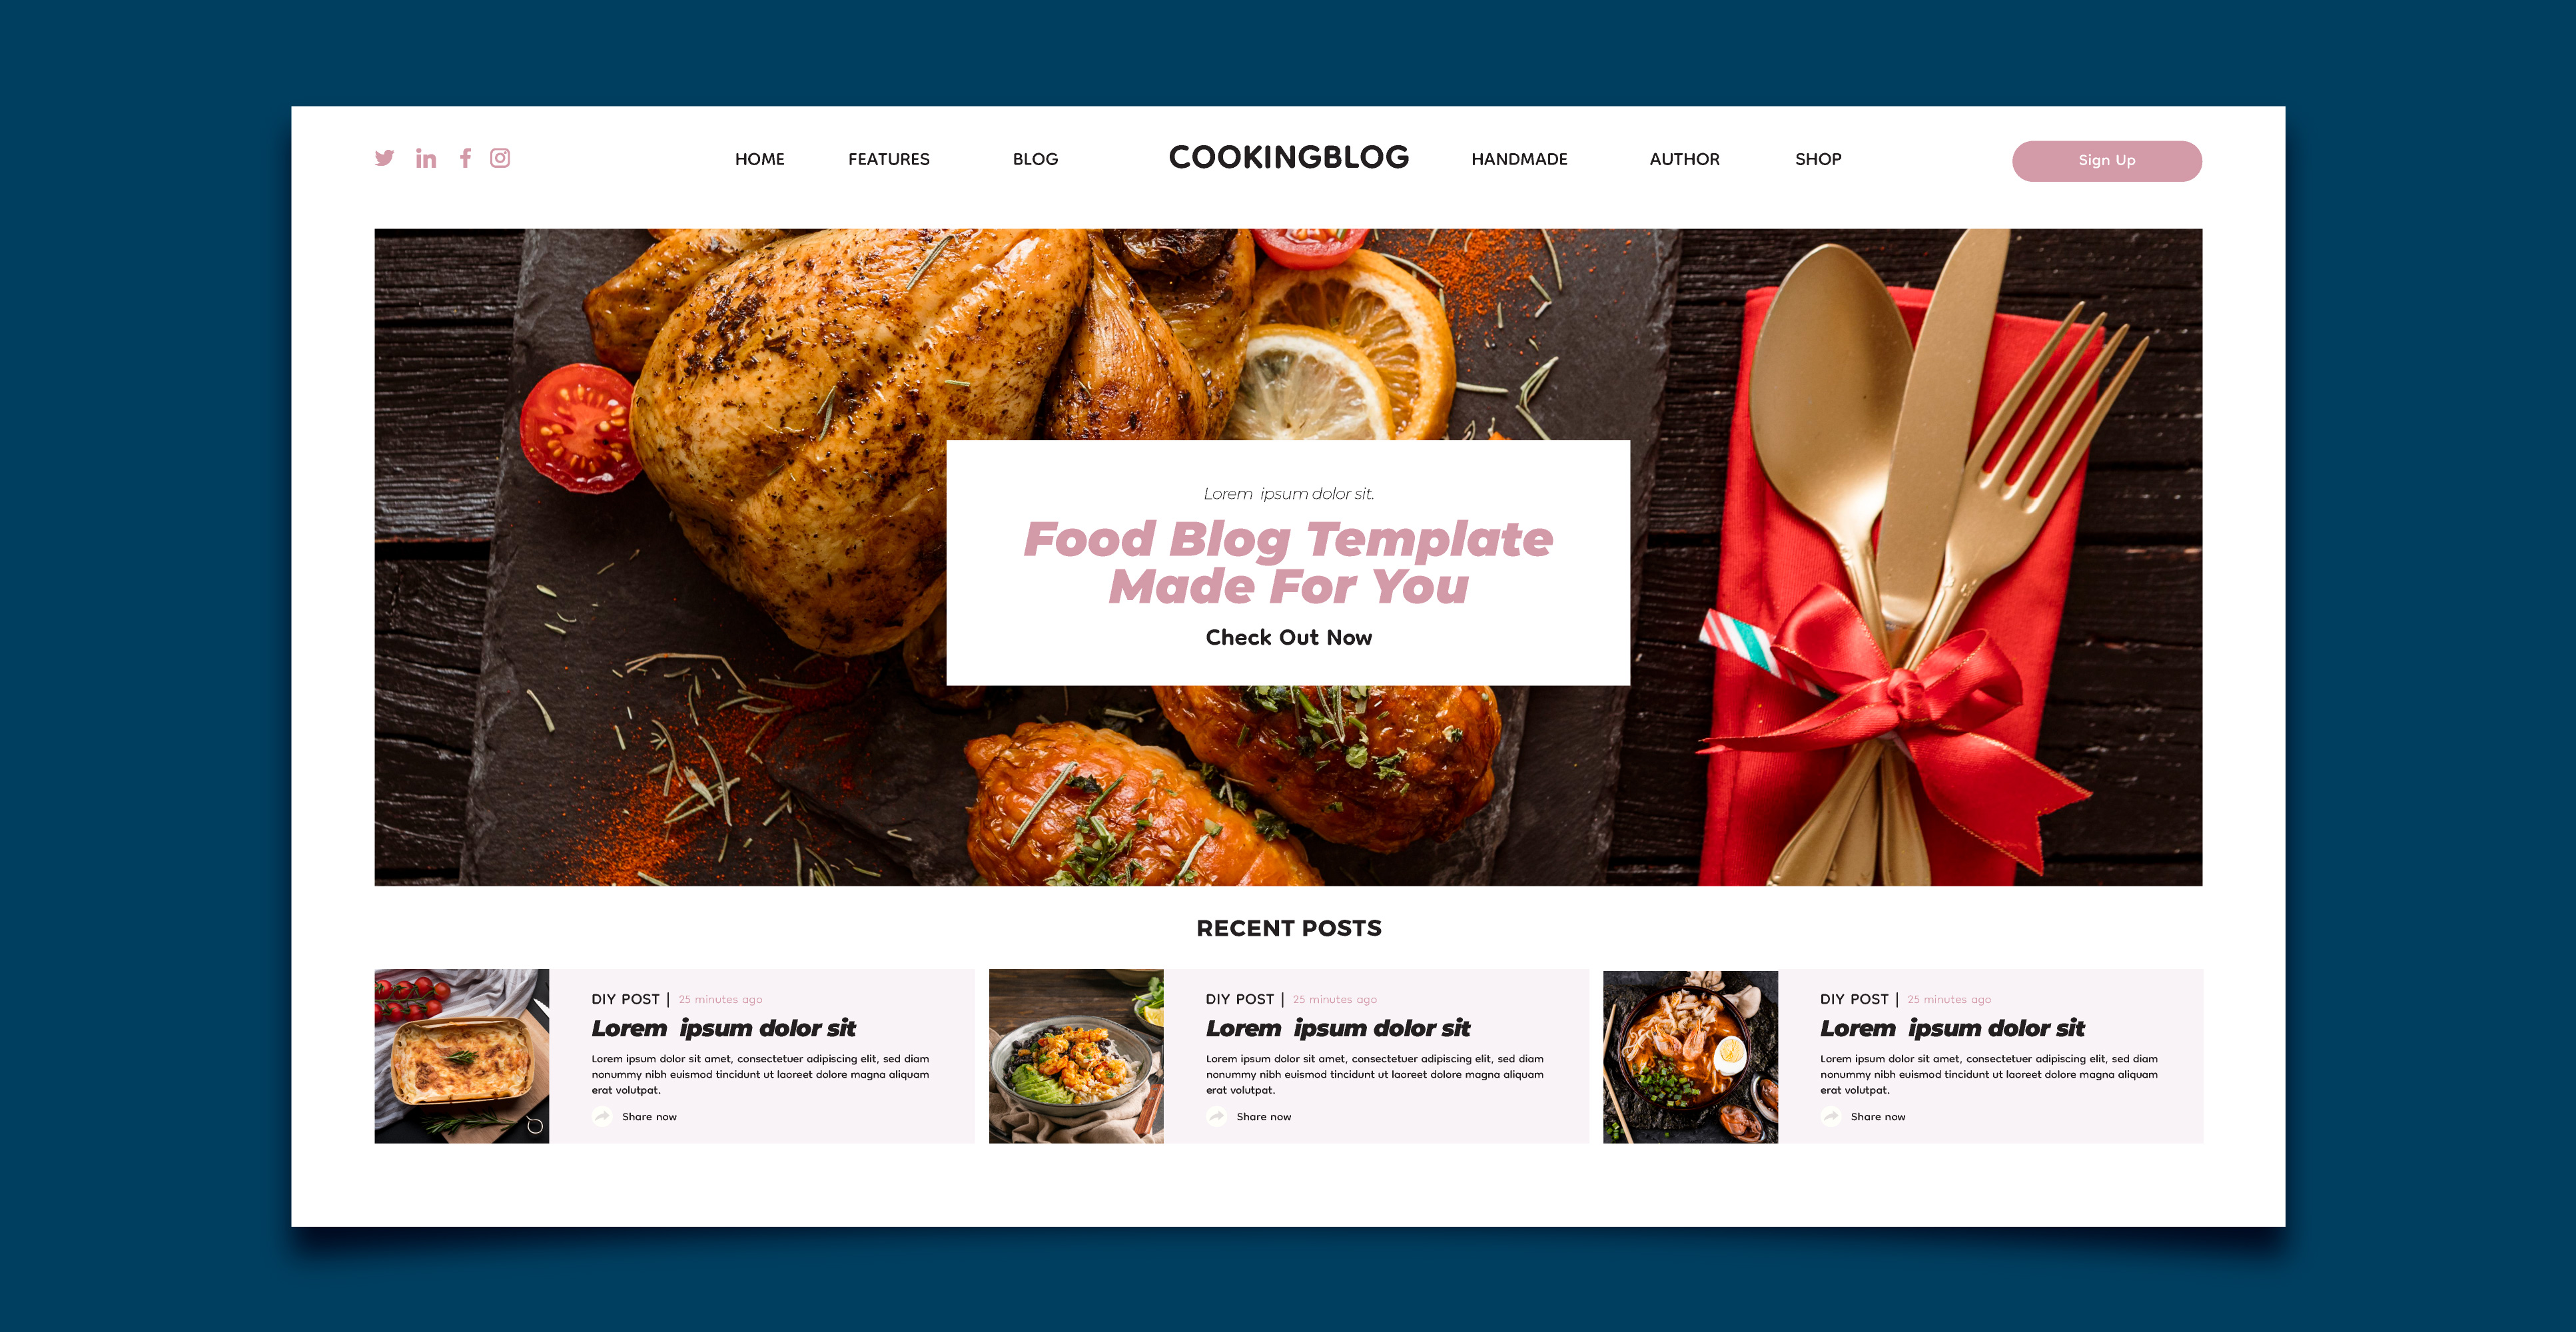 HOME FEATURES BLOG COOKINGBLOG HANDMADE AUTHOR SHOP Sign Up
Lorem ipsum dolor sit.
Food Blog Template
Made For You
Check Out Now
RECENT POSTS
DIY POST | 25 minutes ago
Lorem ipsum dolor sit
Lorem ipsum dolor sit amet, consectetuer adipiscing elit, sed diam
nonummy nibh euismod tincidunt ut laoreet dolore magna aliquam
erat volutpat.
Share now
DIY POST | 25 minutes ago
Lorem ipsum dolor sit
Lorem ipsum dolor sit amet, consectetuer adipiscing elit, sed diam
nonummy nibh euismod tincidunt ut laoreet dolore magna aliquam
erat volutpat.
Share now
DIY POST | 25 minutes ago
Lorem ipsum dolor sit
Lorem ipsum dolor sit amet, consectetuer adipiscing elit, sed diam
nonummy nibh euismod tincidunt ut laoreet dolore magna aliquam
erat volutpat.
Share now